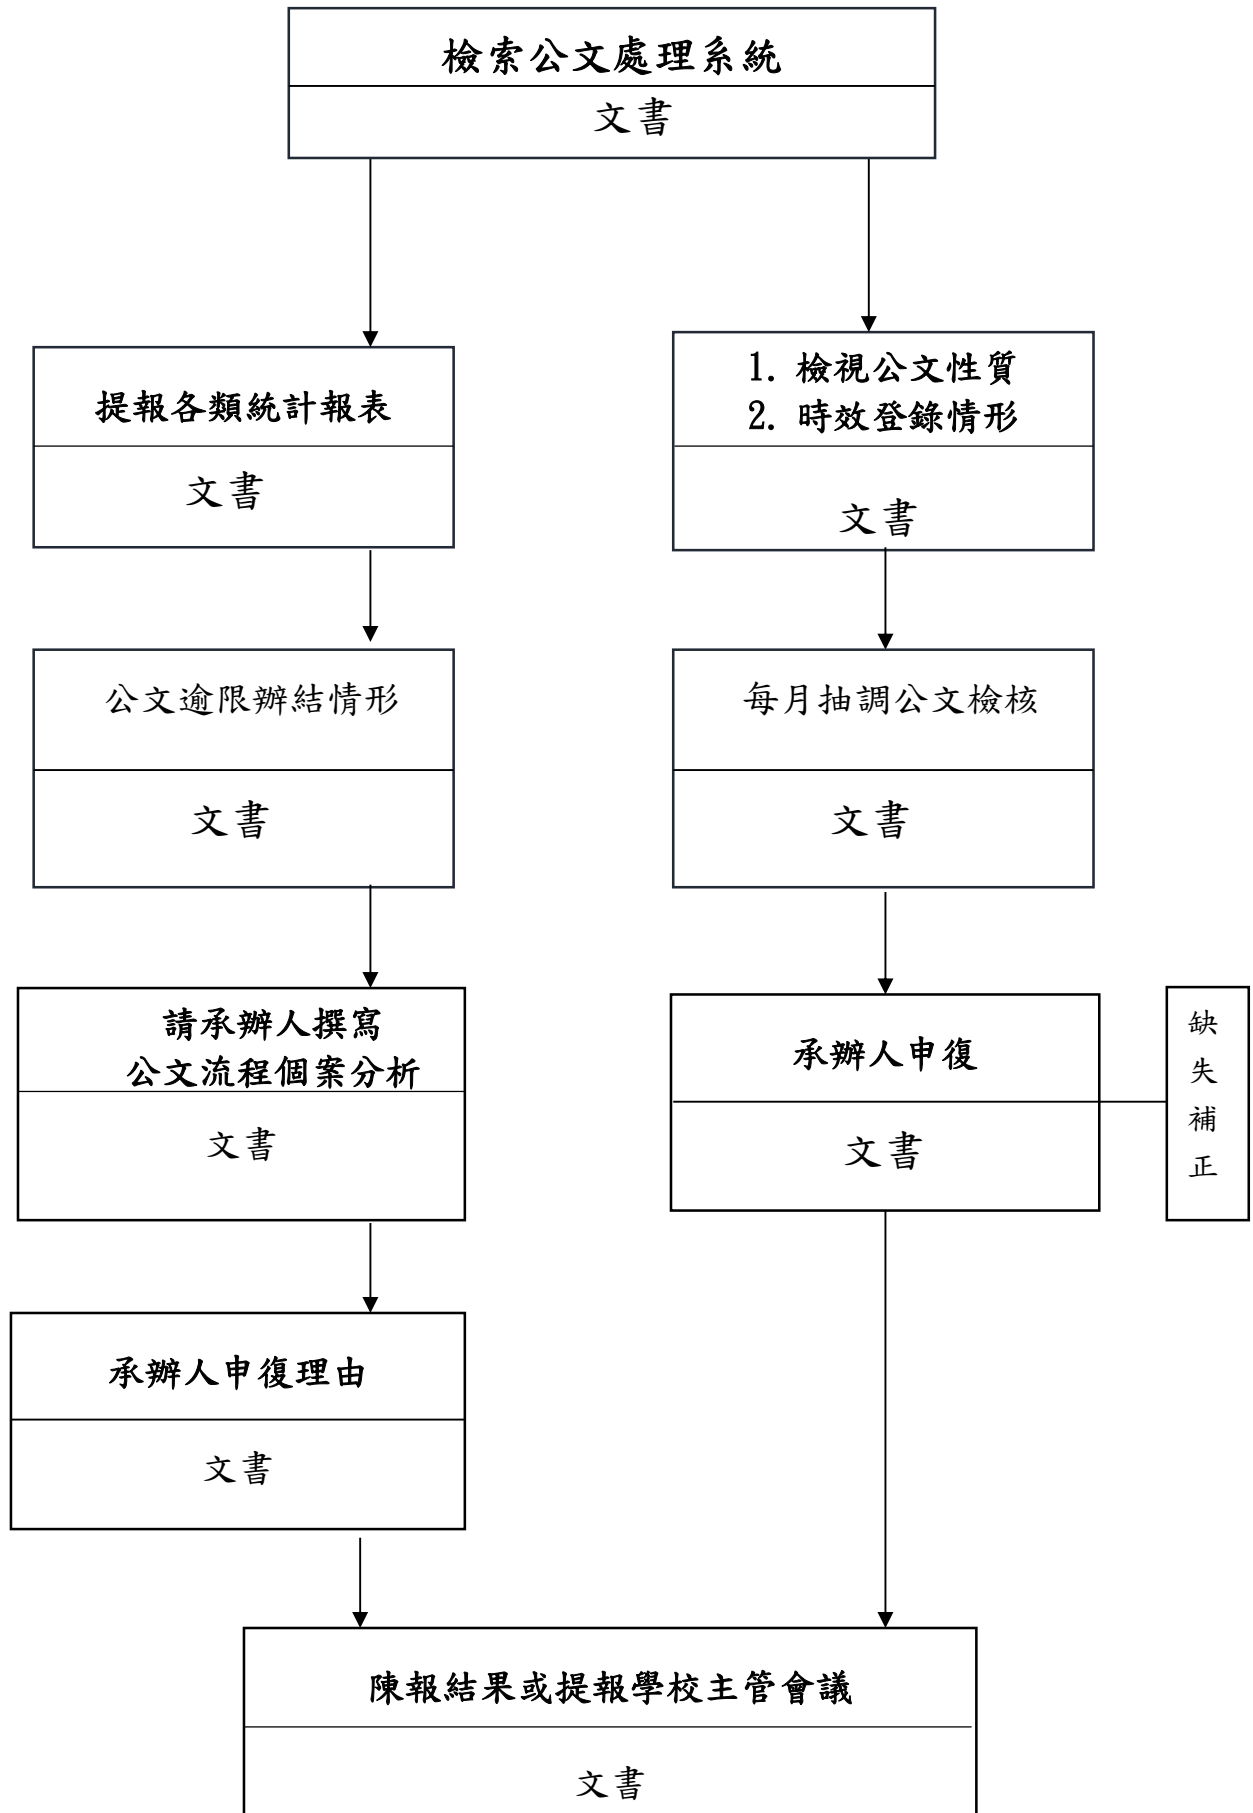 檢索公文處理系統
文書
提報各類統計報表
文書
1. 檢視公文性質
2. 時效登錄情形
文書
公文逾限辦結情形
文書
每月抽調公文檢核
文書
請承辦人撰寫
公文流程個案分析
文書
承辦人申復
文書
缺
失
補
正
承辦人申復理由
文書
陳報結果或提報學校主管會議
文書